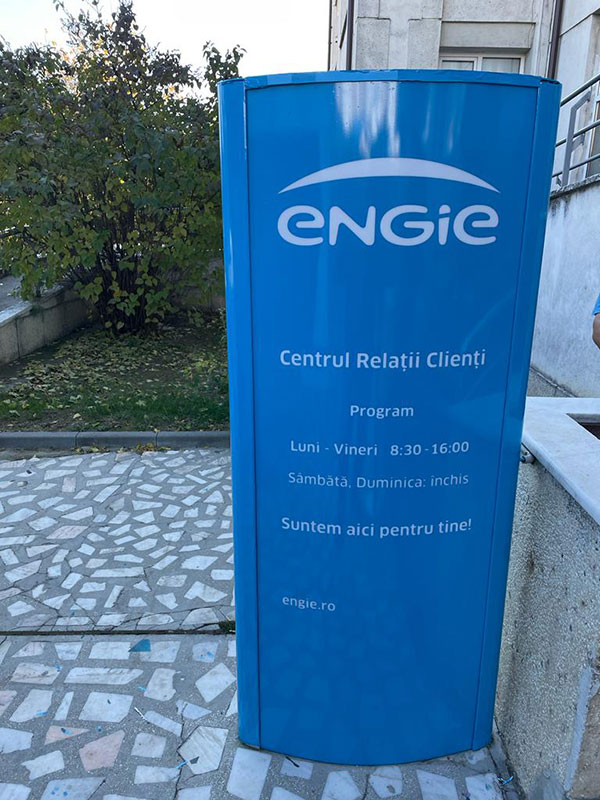 ENGIE
Centrul Relații Clienți
Program
Luni - Vineri 8:30 - 16:00
Sâmbătă, Duminica: inchis
Suntem aici pentru tine!
engie.ro